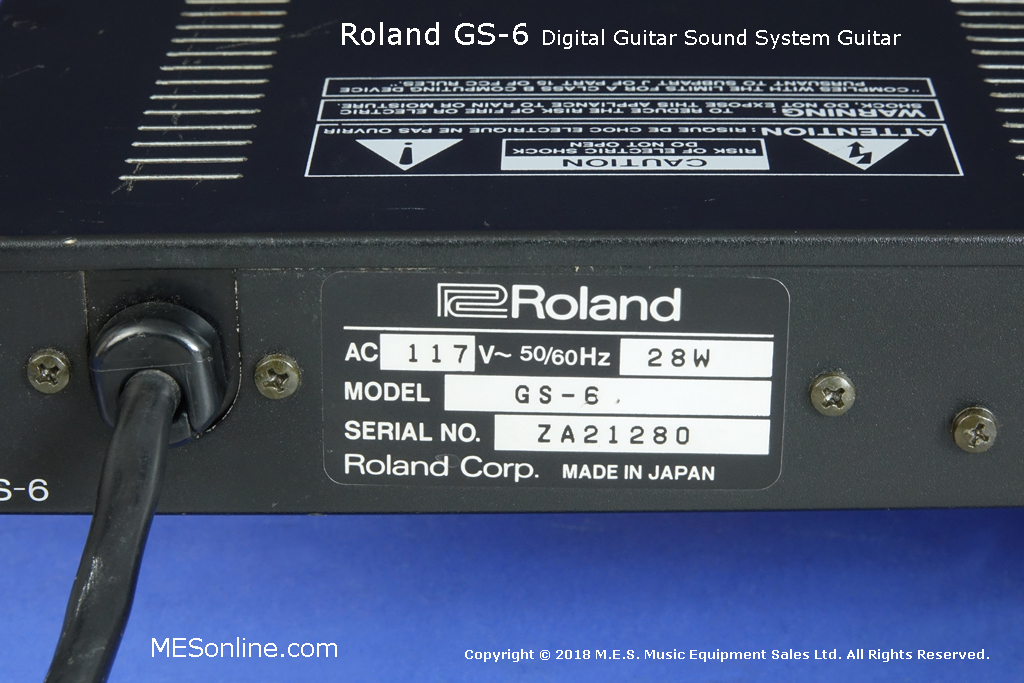 Roland GS-6 Digital Guitar Sound System Guitar
"COMPLIES WITH THE LIMITS FOR A CLASS B COMPUTING DEVICE
PURSUANT TO SUBPART J OF PART 15 OF FCC RULES."
WARNING: TO REDUCE THE RISK OF FIRE OR ELECTRIC
SHOCK, DO NOT EXPOSE THIS APPLIANCE TO RAIN OR MOISTURE.
ATTENTION: RISQUE DE CHOC ELECTRIQUE NE PAS OUVRIR
CAUTION
RISK OF ELECTRIC SHOCK
DO NOT OPEN
Roland
AC 117 V~ 50/60Hz 28W
MODEL GS-6
SERIAL NO. ZA21280
Roland Corp. MADE IN JAPAN
S-6
MESonline.com
Copyright © 2018 M.E.S. Music Equipment Sales Ltd. All Rights Reserved.